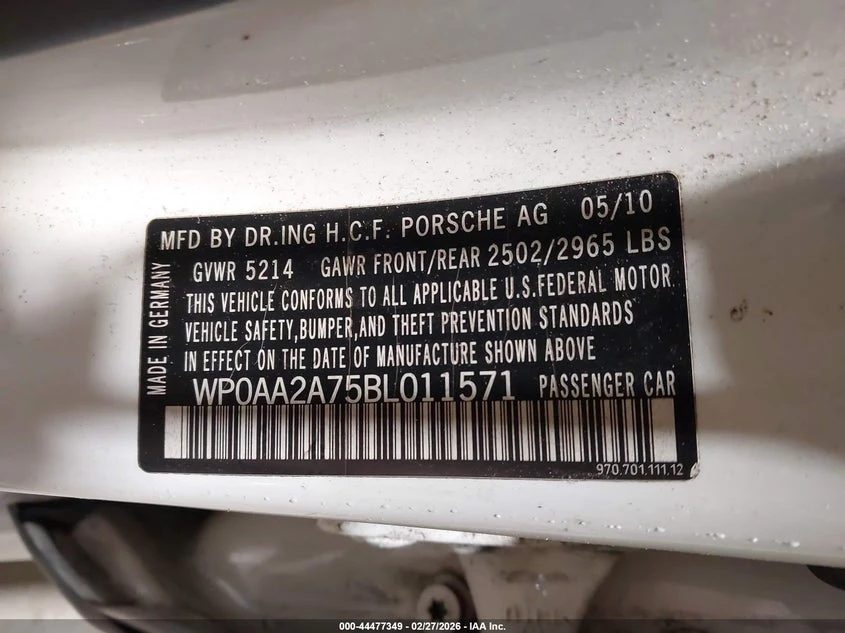 MFD BY DR.ING H.C.F. PORSCHE AG 05/10
GVWR 5214 GAWR FRONT/REAR 2502/2965 LBS
THIS VEHICLE CONFORMS TO ALL APPLICABLE U.S.FEDERAL MOTOR
VEHICLE SAFETY,BUMPER,AND THEFT PREVENTION STANDARDS
IN EFFECT ON THE DATE OF MANUFACTURE SHOWN ABOVE
WP0AA2A75BL011571 PASSENGER CAR
970.701.111.12
MADE IN GERMANY
000-44477349 - 02/27/2026 - IAA Inc.